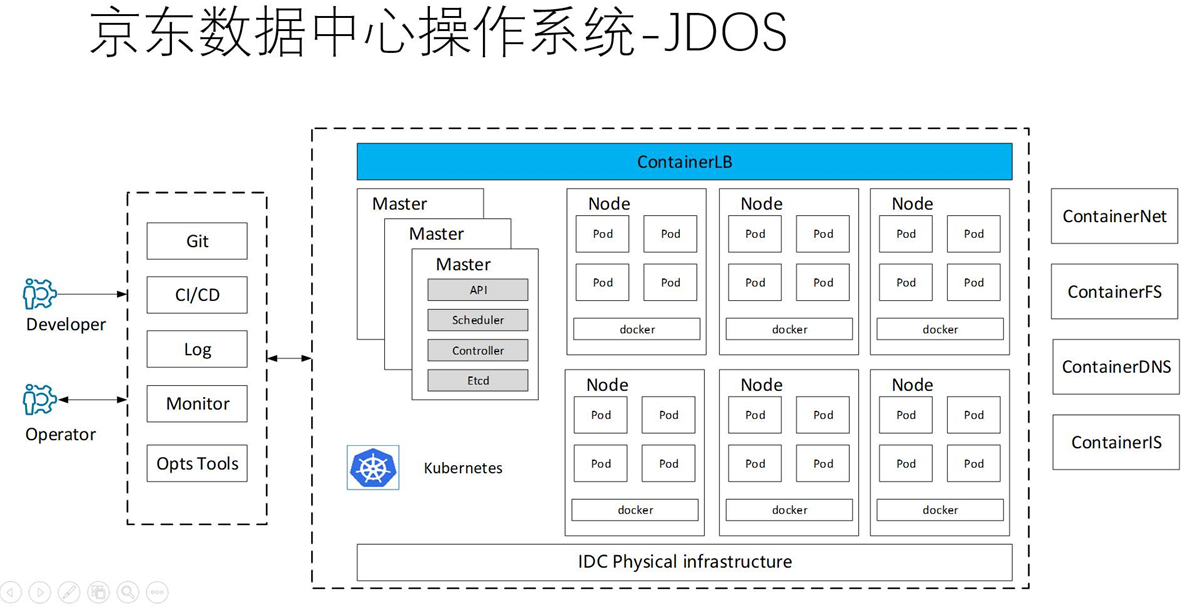 京东数据中心操作系统-JDOS
Developer
Operator
Git
CI/CD
Log
Monitor
Opts Tools
ContainerLB
Master
Master
Master
API
Scheduler
Controller
Etcd
Kubernetes
Node
Pod Pod
Pod Pod
docker
Node
Pod Pod
Pod Pod
docker
Node
Pod Pod
Pod Pod
docker
Node
Pod Pod
Pod Pod
docker
Node
Pod Pod
Pod Pod
docker
Node
Pod Pod
Pod Pod
docker
IDC Physical infrastructure
ContainerNet
ContainerFS
ContainerDNS
ContainerIS